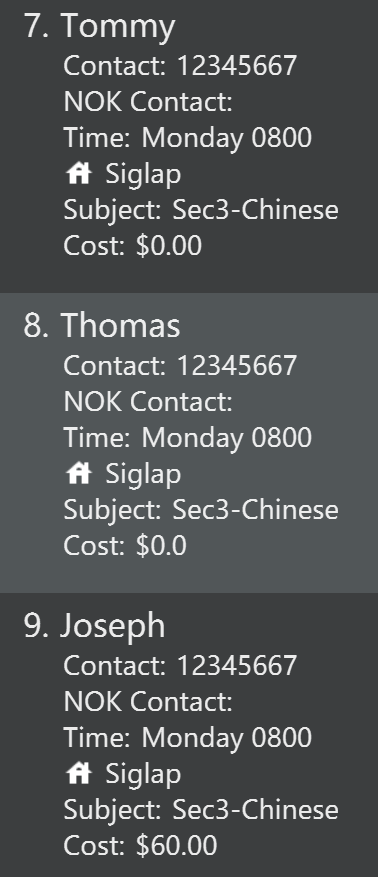 7. Tommy
Contact: 12345667
NOK Contact:
Time: Monday 0800
Siglap
Subject: Sec3-Chinese
Cost: $0.00
8. Thomas
Contact: 12345667
NOK Contact:
Time: Monday 0800
Siglap
Subject: Sec3-Chinese
Cost: $0.0
9. Joseph
Contact: 12345667
NOK Contact:
Time: Monday 0800
Siglap
Subject: Sec3-Chinese
Cost: $60.00